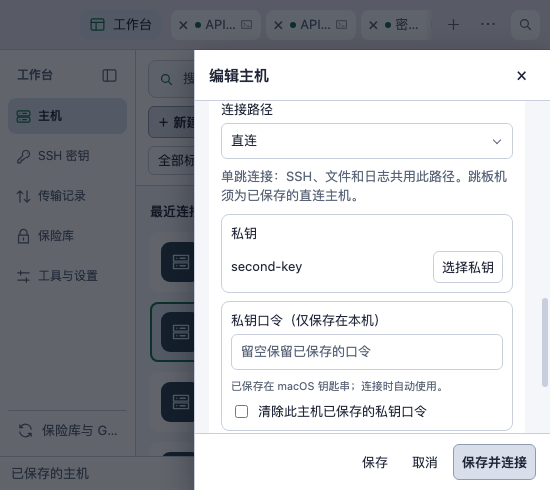 工作台
API...
API...
密...
工作台
主机
SSH 密钥
传输记录
保险库
工具与设置
保险库与 G...
已保存的主机
搜
+ 新建
全部标
最近连接
编辑主机
连接路径
直连
单跳连接：SSH、文件和日志共用此路径。跳板机
须为已保存的直连主机。
私钥
second-key
选择私钥
私钥口令（仅保存在本机）
留空保留已保存的口令
已保存在 macOS 钥匙串；连接时自动使用。
清除此主机已保存的私钥口令
保存
取消
保存并连接